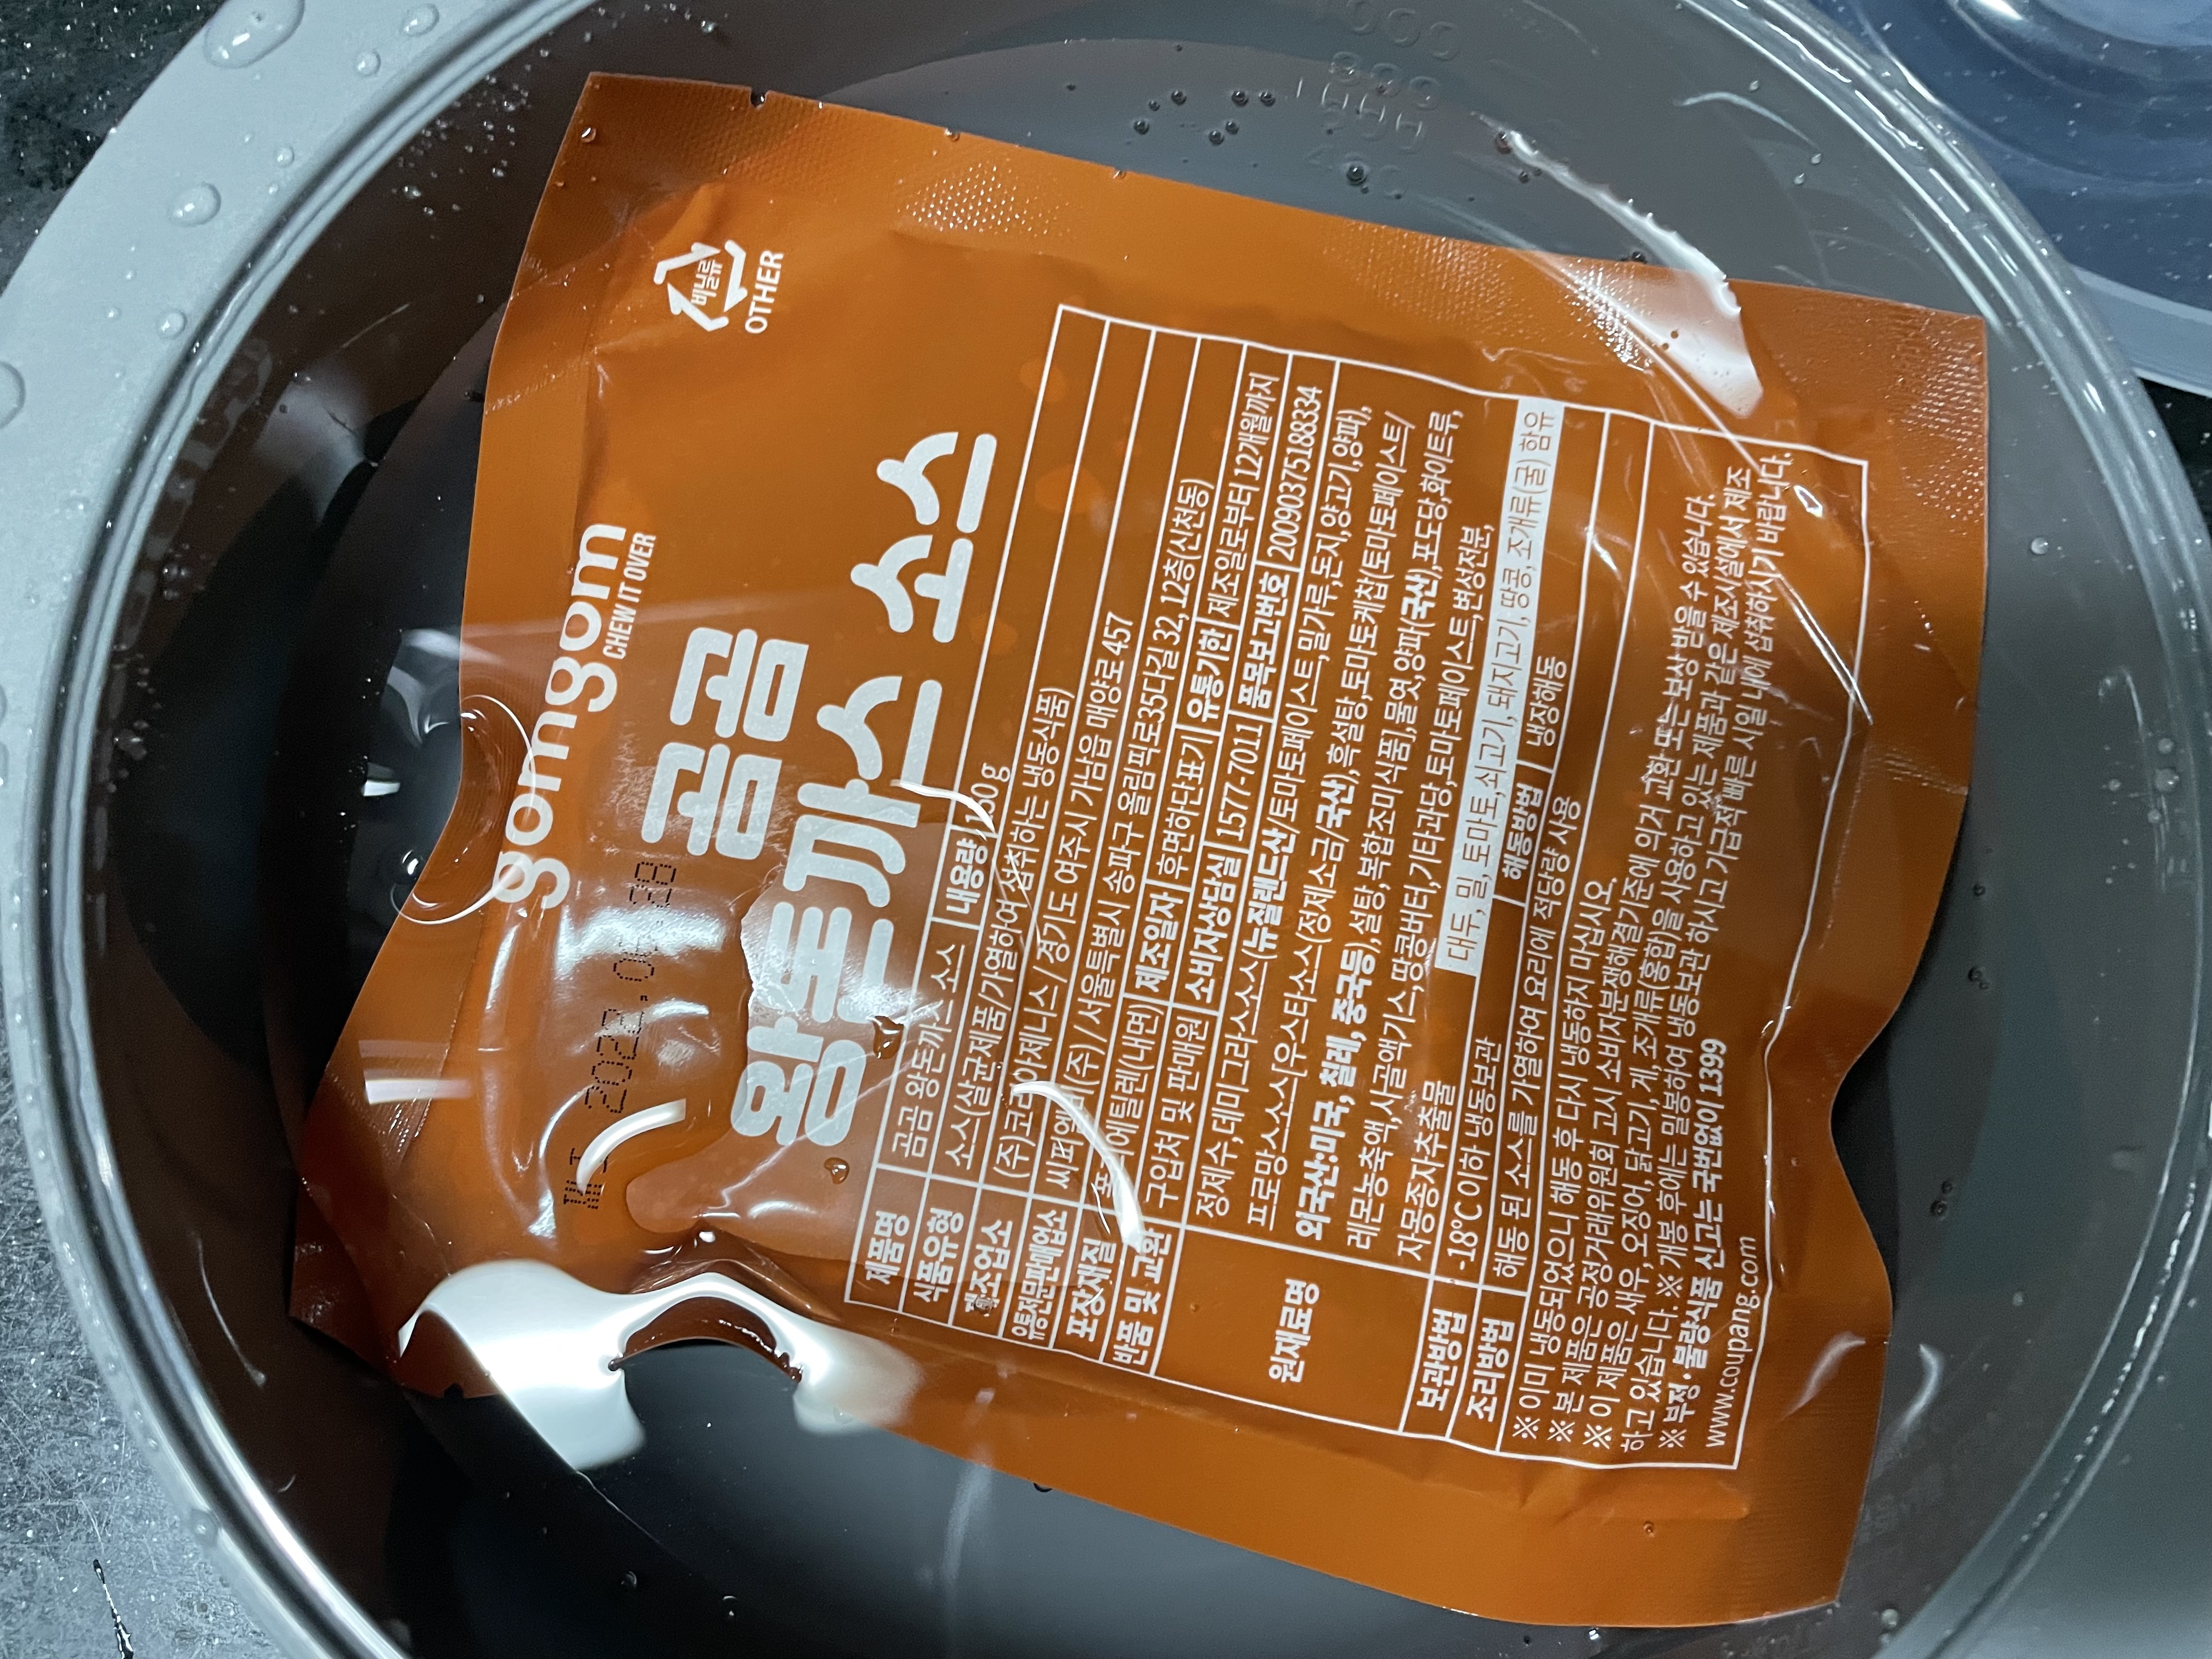 gomgom
CHEW IT OVER
비닐류
OTHER
2022.06.28
곰곰
왕돈까스 소스
제품명 곰곰 왕돈까스 소스 내용량 150 g
식품유형 소스(살균제품/가열하여 섭취하는 냉동식품)
제조업소 (주)코리아제니스 / 경기도 여주시 가남읍 매양로 457
유통전문판매업소 씨피엘비(주) / 서울특별시 송파구 올림픽로35다길 32, 12층(신천동)
포장재질 폴리에틸렌(내면) 제조일자 후면하단표기 유통기한 제조일로부터 12개월까지
반품 및 교환 구입처 및 판매원 소비자상담실 1577-7011 품목보고번호 20090375188334
원재료명
정제수,데미그라스소스(뉴질랜드산/토마토페이스트,밀가루,돈지,양고기,양파),
프로망스소스[우스타소스(정제소금/국산),흑설탕,토마토케찹(토마토페이스트/
외국산:미국, 칠레, 중국등),설탕,복합조미식품],물엿,양파(국산),포도당,화이트루,
레몬농축액,사골액기스,땅콩버터,기타과당,토마토페이스트,변성전분,
자몽종자추출물
대두, 밀, 토마토, 쇠고기, 돼지고기, 땅콩, 조개류(굴) 함유
보관방법 -18℃ 이하 냉동보관 해동방법 냉장해동
조리방법 해동 된 소스를 가열하여 요리에 적당량 사용
※ 이미 냉동되었으니 해동 후 다시 냉동하지 마십시오.
※ 본 제품은 공정거래위원회 고시 소비자분쟁해결기준에 의거 교환 또는 보상 받을 수 있습니다.
※ 이 제품은 새우, 오징어, 닭고기, 게, 조개류(홍합)을 사용하고 있는 제품과 같은 제조시설에서 제조
하고 있습니다. ※ 개봉 후에는 밀봉하여 냉동보관 하시고 가급적 빠른 시일 내에 섭취하시기 바랍니다.
※ 부정·불량식품 신고는 국번없이 1399
www.coupang.com